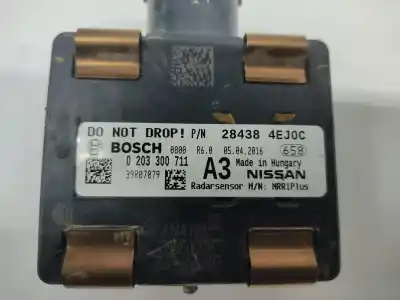 DO NOT DROP! P/N 28438 4EJ0C
BOSCH 0000 R6.0 05.04.2016 658
0 203 300 711 A3 Made in Hungary
39R07079 NISSAN
Radarsensor M/N: MRR1Plus